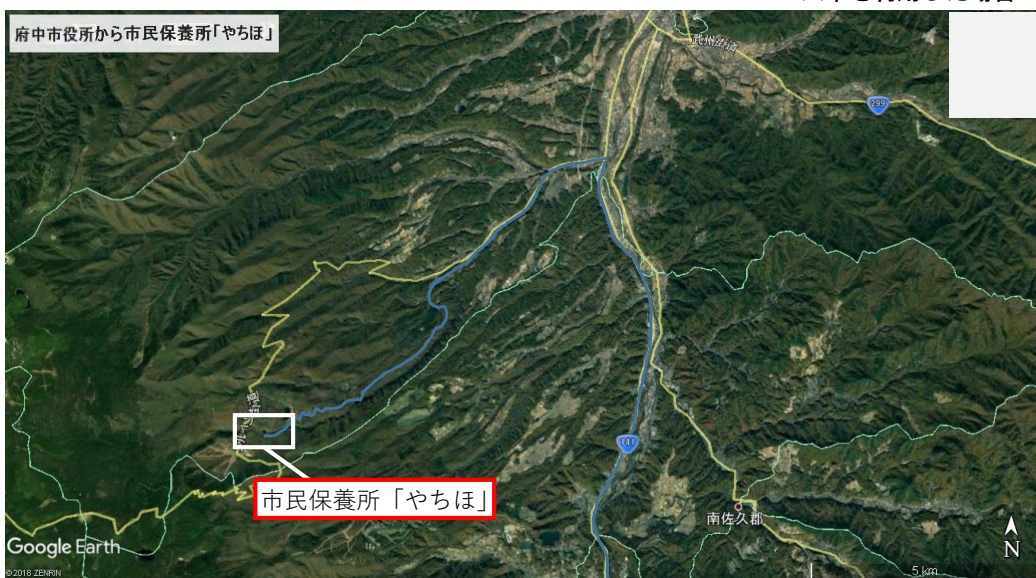 府中市役所から市民保養所「やちほ」
武州街道
299
141
市民保養所「やちほ」
南佐久郡
N
Google Earth
5 km
©2018 ZENRIN